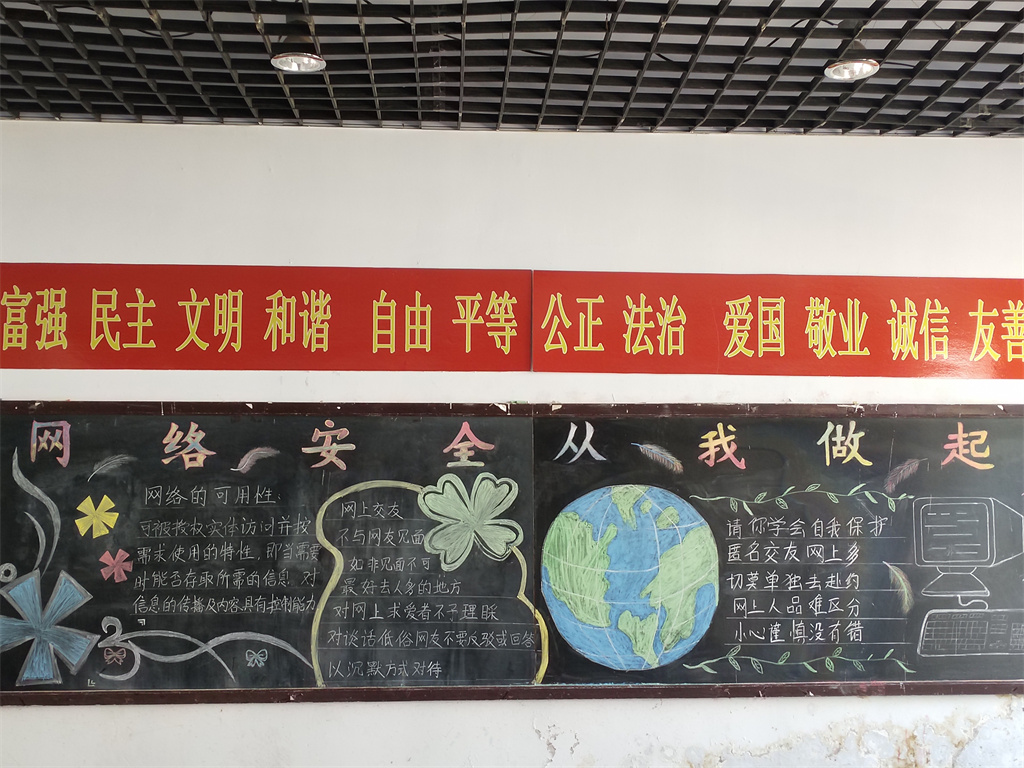 富强 民主 文明 和谐 自由 平等 公正 法治 爱国 敬业 诚信 友善
网络安全从我做起
网络的可用性:
可被授权实体访问并按
需求使用的特性，即当需要
时能否存取所需的信息 对
信息的传播及内容具有控制能力
网上交友
不与网友见面
如非见面不可
最好去人多的地方
对网上求爱者不予理睬
对谈话低俗网友不要反驳或回答
以沉默方式对待
请你学会自我保护
匿名交友网上多
切莫单独去赴约
网上人品难区分
小心谨慎没有错